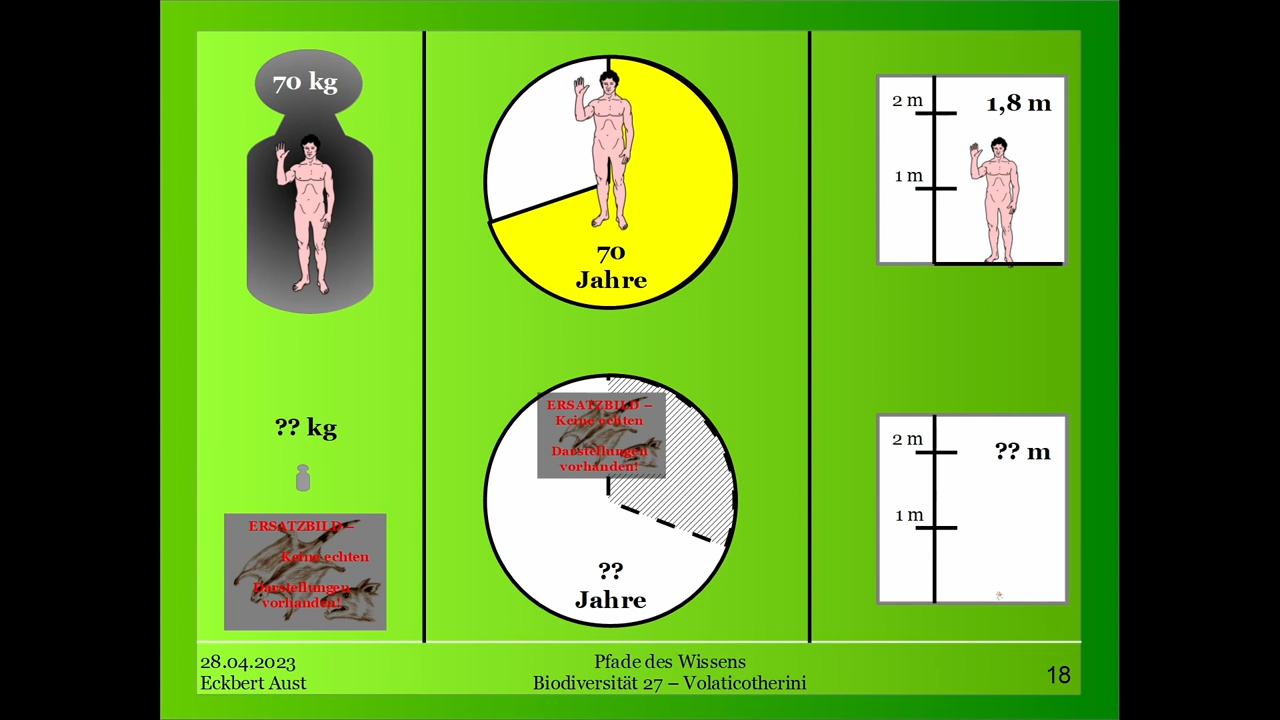 70 kg
70
Jahre
2 m
1,8 m
1 m
?? kg
ERSATZBILD –
Keine echten
Darstellungen
vorhanden!
ERSATZBILD –
Keine echten
Darstellungen
vorhanden!
??
Jahre
2 m
?? m
1 m
28.04.2023
Eckbert Aust
Pfade des Wissens
Biodiversität 27 – Volaticotherini
18